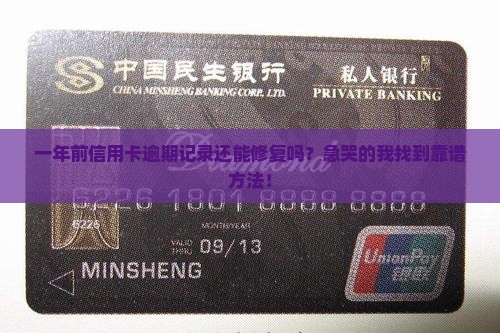 中国民生银行
CHINA MINSHENG BANKING CORP., LTD.
私人银行
PRIVATE BANKING
一年前信用卡逾期记录还能修复吗？急哭的我找到靠谱
方法！
Diamond
6226 1801 8888 8888
6226
MONTH/YEAR
VALID
THRU
09/13
MINSHENG
UnionPay
银联